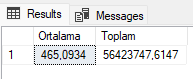 Results Messages
Ortalama Toplam
1 465,0934 56423747,6147